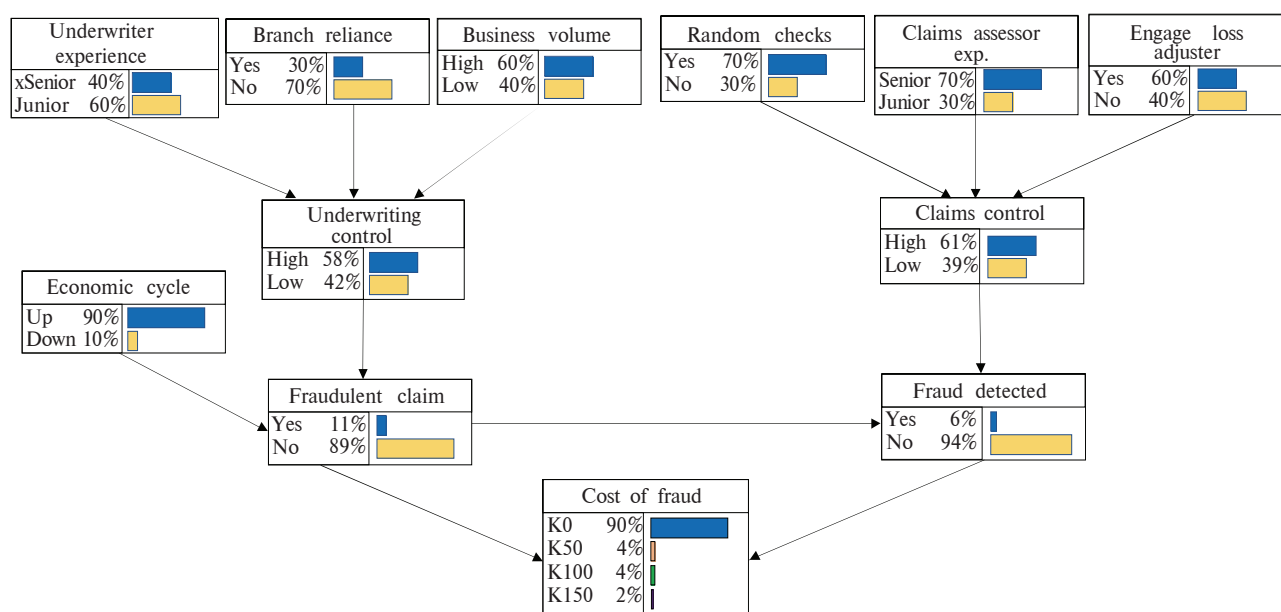 Underwriter
experience
xSenior 40%
Junior 60%
Branch reliance
Yes 30%
No 70%
Business volume
High 60%
Low 40%
Random checks
Yes 70%
No 30%
Claims assessor
exp.
Senior 70%
Junior 30%
Engage loss
adjuster
Yes 60%
No 40%
Underwriting
control
High 58%
Low 42%
Claims control
High 61%
Low 39%
Economic cycle
Up 90%
Down 10%
Fraudulent claim
Yes 11%
No 89%
Fraud detected
Yes 6%
No 94%
Cost of fraud
K0 90%
K50 4%
K100 4%
K150 2%